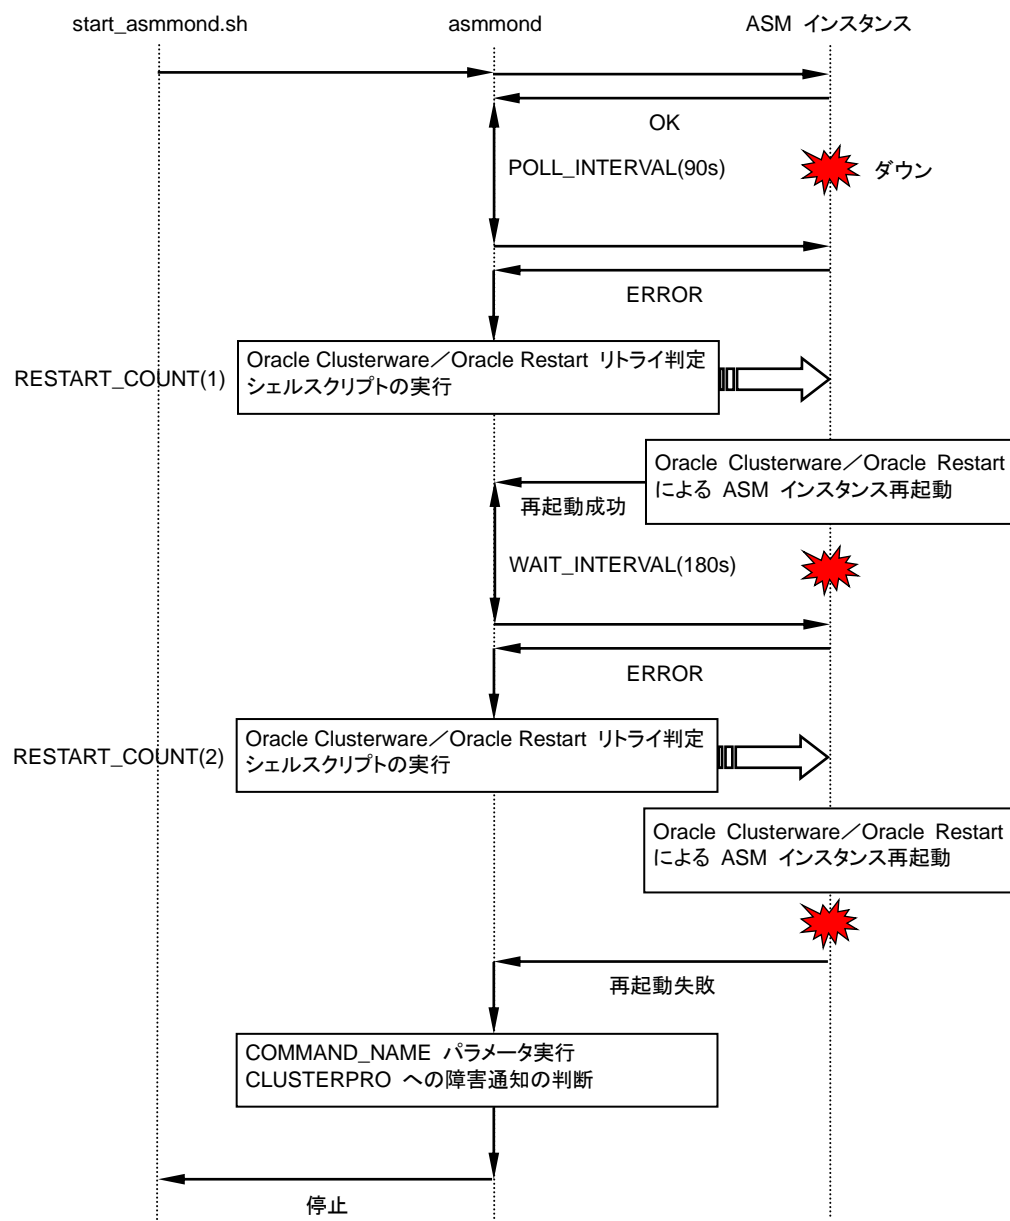 start_asmmond.sh
asmmond
ASM インスタンス
OK
POLL_INTERVAL(90s)
ダウン
ERROR
Oracle Clusterware／Oracle Restart リトライ判定
シェルスクリプトの実行
RESTART_COUNT(1)
Oracle Clusterware／Oracle Restart
による ASM インスタンス再起動
再起動成功
WAIT_INTERVAL(180s)
ERROR
Oracle Clusterware／Oracle Restart リトライ判定
シェルスクリプトの実行
RESTART_COUNT(2)
Oracle Clusterware／Oracle Restart
による ASM インスタンス再起動
再起動失敗
COMMAND_NAME パラメータ実行
CLUSTERPRO への障害通知の判断
停止